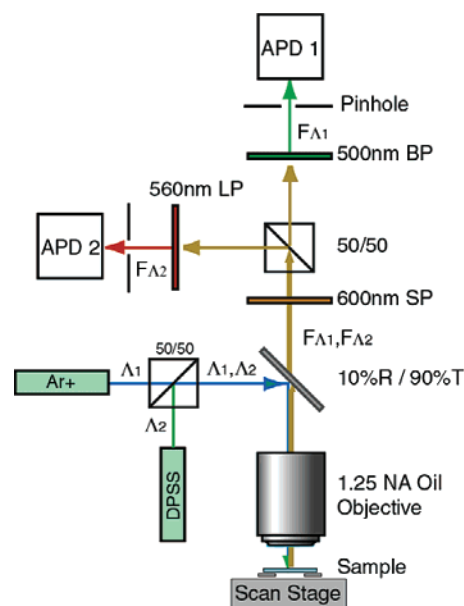 APD 1
Pinhole
FΛ1
500nm BP
560nm LP
APD 2
50/50
FΛ2
600nm SP
FΛ1,FΛ2
50/50
Λ1
Λ1,Λ2
10%R / 90%T
Ar+
Λ2
DPSS
1.25 NA Oil
Objective
Sample
Scan Stage